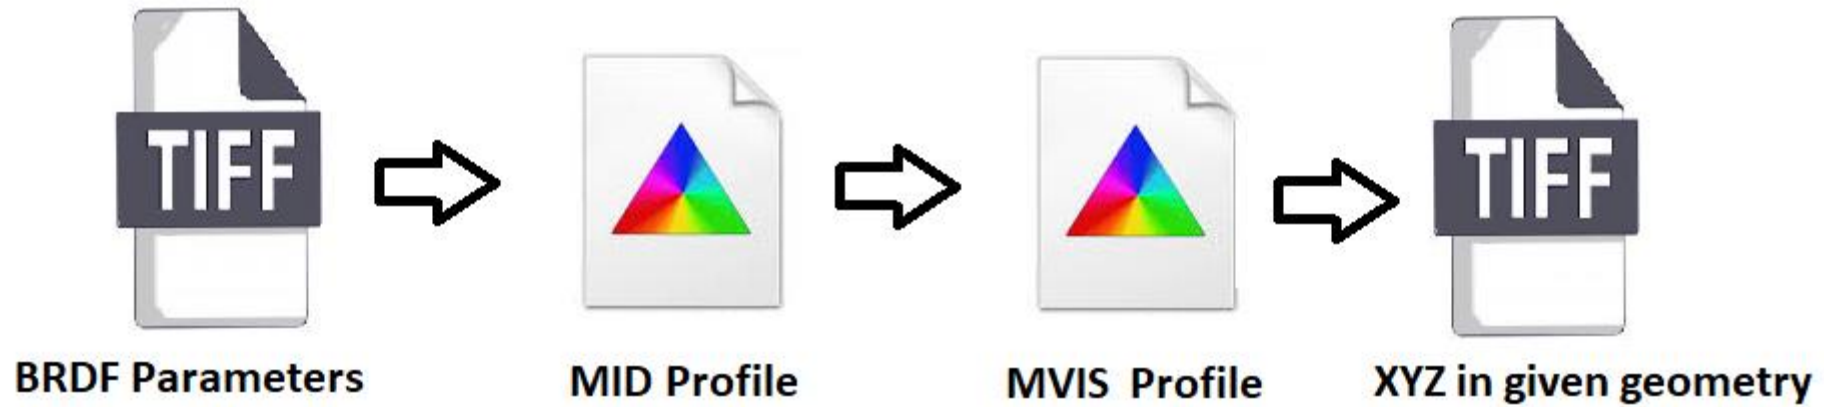 TIFF
TIFF
BRDF Parameters
MID Profile
MVIS Profile
XYZ in given geometry